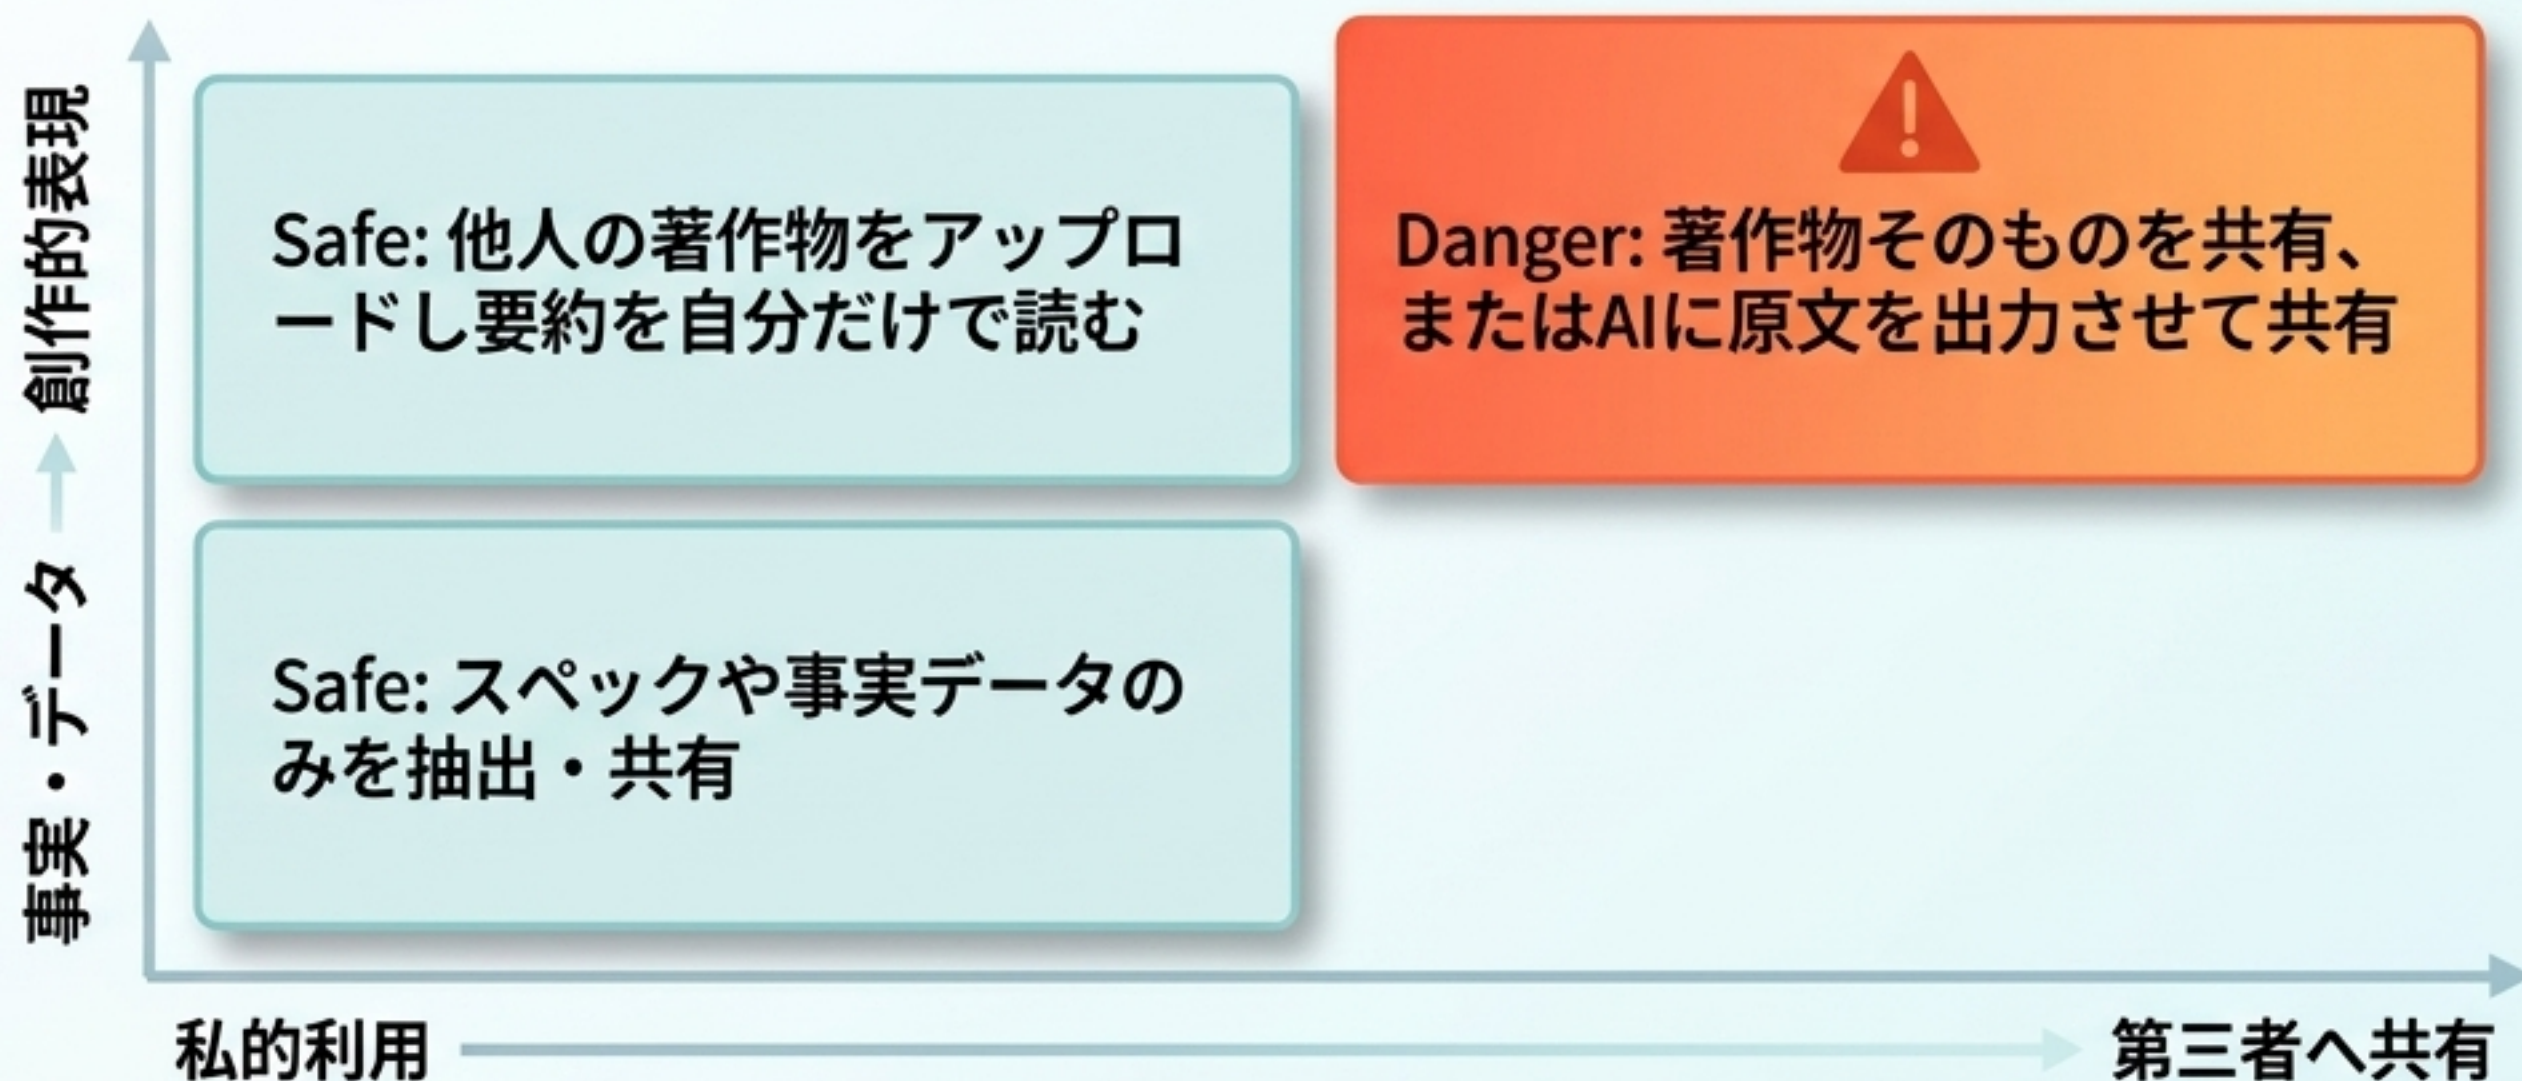 創作的表現
事実・データ
Safe: 他人の著作物をアップロ
ードし要約を自分だけで読む
Danger: 著作物そのものを共有、
またはAIに原文を出力させて共有
Safe: スペックや事実データの
みを抽出・共有
私的利用
第三者へ共有